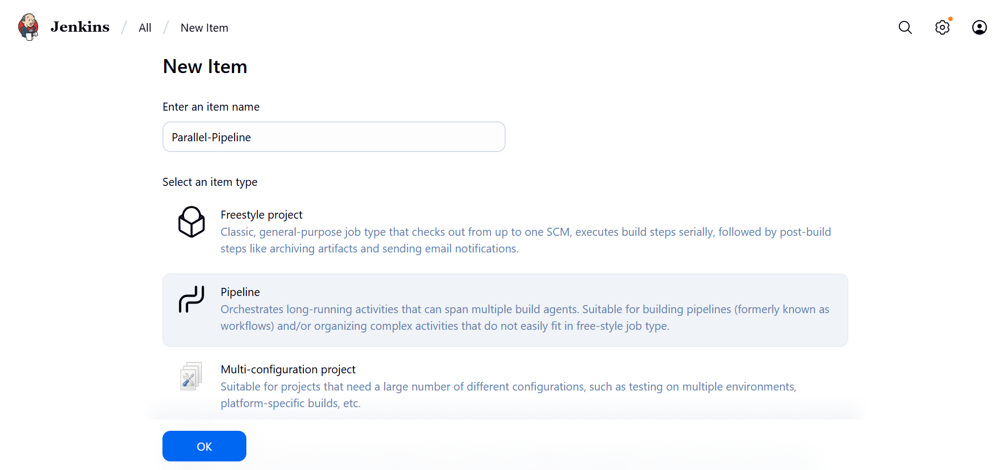 Jenkins / All / New Item
New Item
Enter an item name
Parallel-Pipeline
Select an item type
Freestyle project
Classic, general-purpose job type that checks out from up to one SCM, executes build steps serially, followed by post-build
steps like archiving artifacts and sending email notifications.
Pipeline
Orchestrates long-running activities that can span multiple build agents. Suitable for building pipelines (formerly known as
workflows) and/or organizing complex activities that do not easily fit in free-style job type.
Multi-configuration project
Suitable for projects that need a large number of different configurations, such as testing on multiple environments,
platform-specific builds, etc.
OK